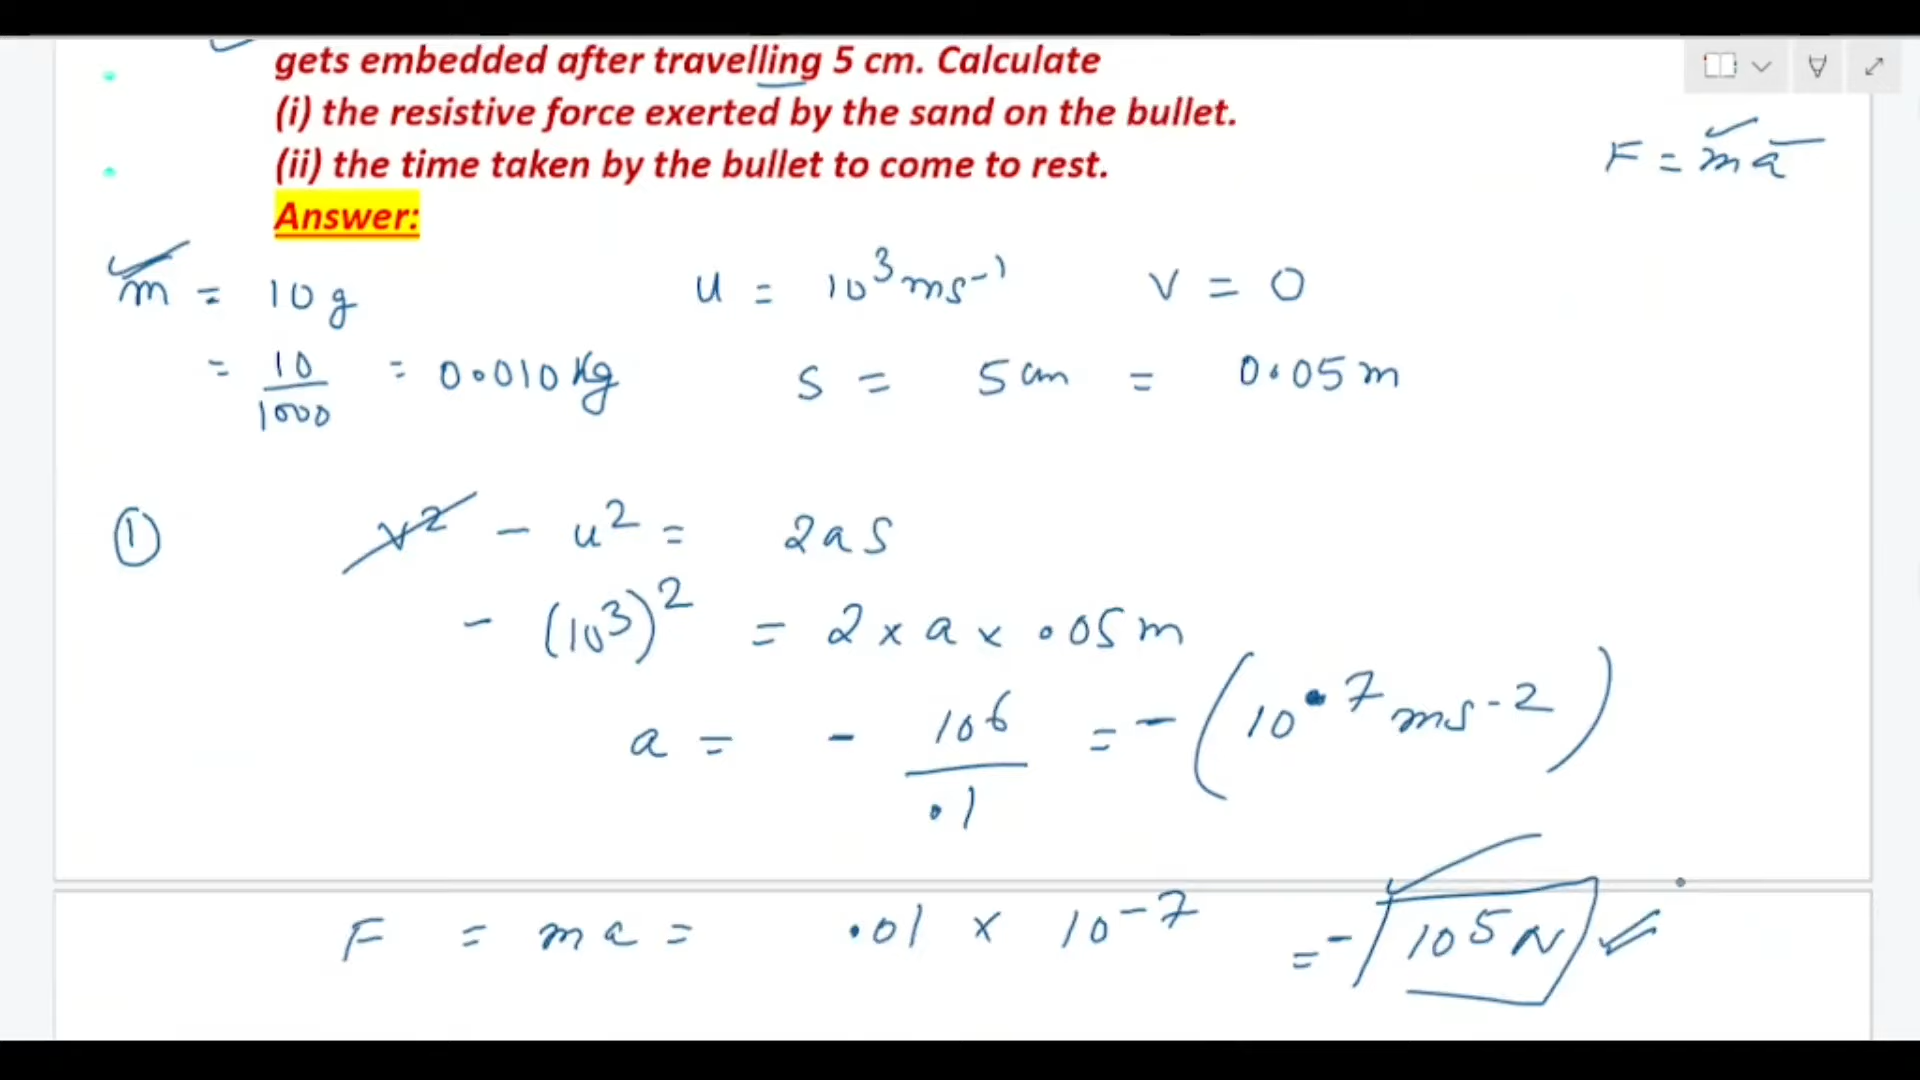 gets embedded after travelling 5 cm. Calculate
(i) the resistive force exerted by the sand on the bullet.
(ii) the time taken by the bullet to come to rest.
F = ma
Answer:
m = 10g u = 10³ ms⁻¹ v = 0
= 10/1000 = 0.010 Kg s = 5 cm = 0.05 m
① v² - u² = 2as
- (10³)² = 2 × a × .05 m
a = - 10⁶/.1 = - (10⁷ ms⁻²)
F = ma = .01 × 10⁻⁷ = - 10⁵ N